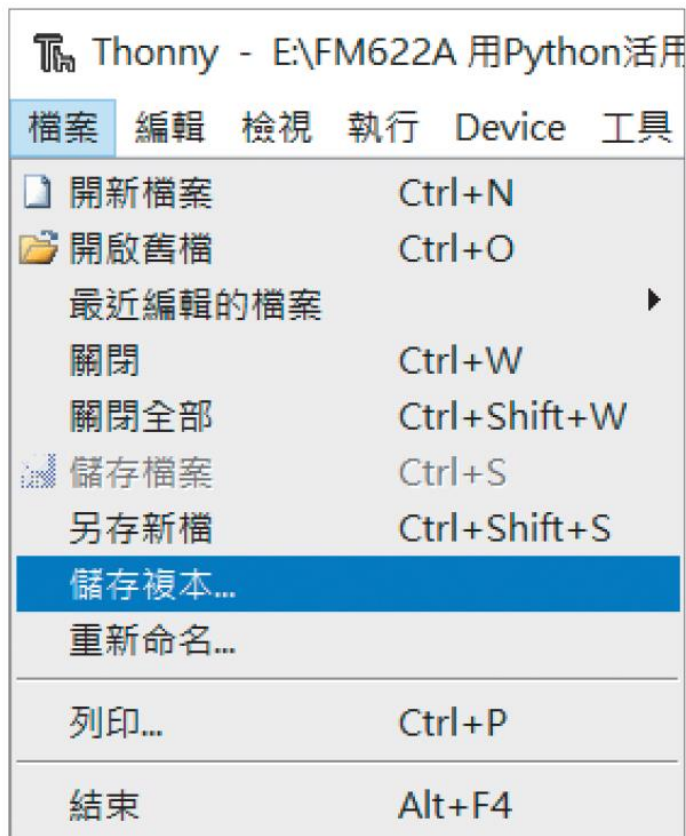 Thonny - E:\FM622A 用Python活用
檔案 編輯 檢視 執行 Device 工具
開新檔案 Ctrl+N
開啟舊檔 Ctrl+O
最近編輯的檔案
關閉 Ctrl+W
關閉全部 Ctrl+Shift+W
儲存檔案 Ctrl+S
另存新檔 Ctrl+Shift+S
儲存複本...
重新命名...
列印... Ctrl+P
結束 Alt+F4